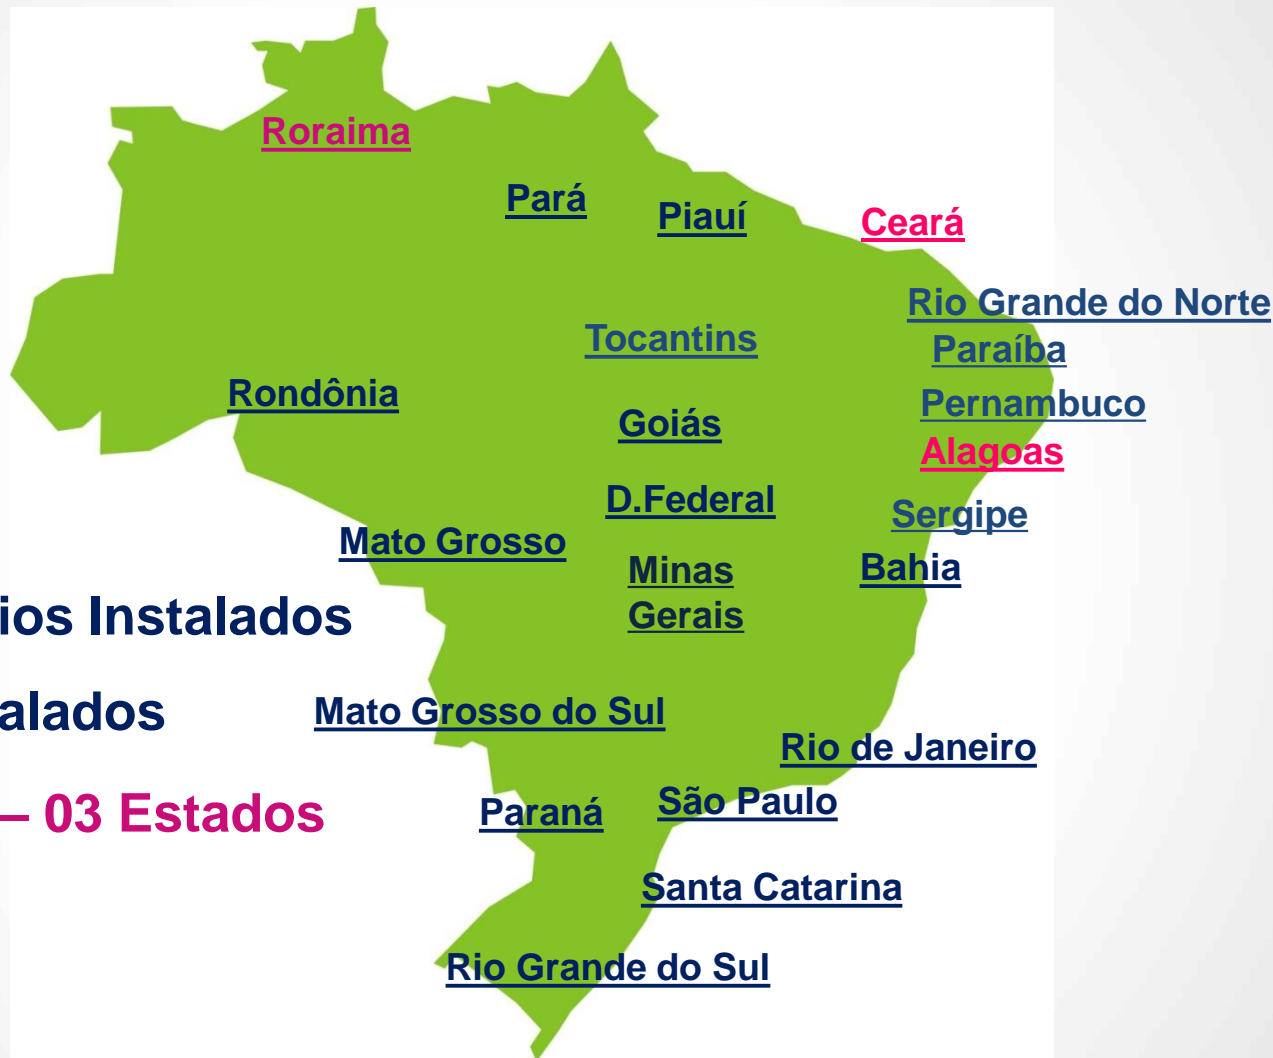 Roraima
Pará
Piauí
Ceará
Rio Grande do Norte
Tocantins
Paraíba
Rondônia
Pernambuco
Goiás
Alagoas
D.Federal
Sergipe
Mato Grosso
Minas
Gerais
Bahia
ios Instalados
alados
Mato Grosso do Sul
Rio de Janeiro
– 03 Estados
Paraná
São Paulo
Santa Catarina
Rio Grande do Sul